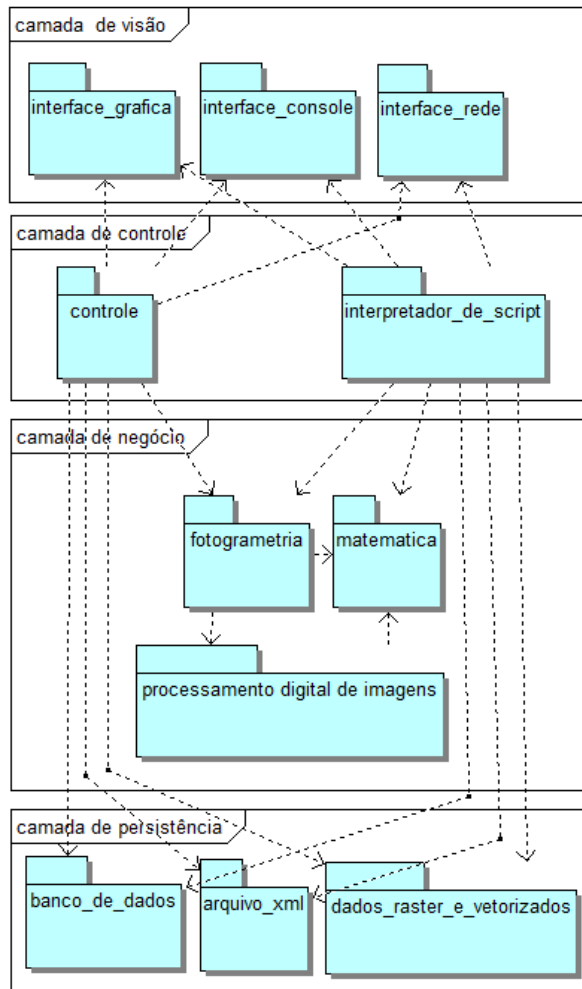 camada de visão
interface_grafica
interface_console
interface_rede
camada de controle
controle
interpretador_de_script
camada de negócio
fotogrametria
matematica
processamento digital de imagens
camada de persistência
banco_de_dados
arquivo_xml
dados_raster_e_vetorizados